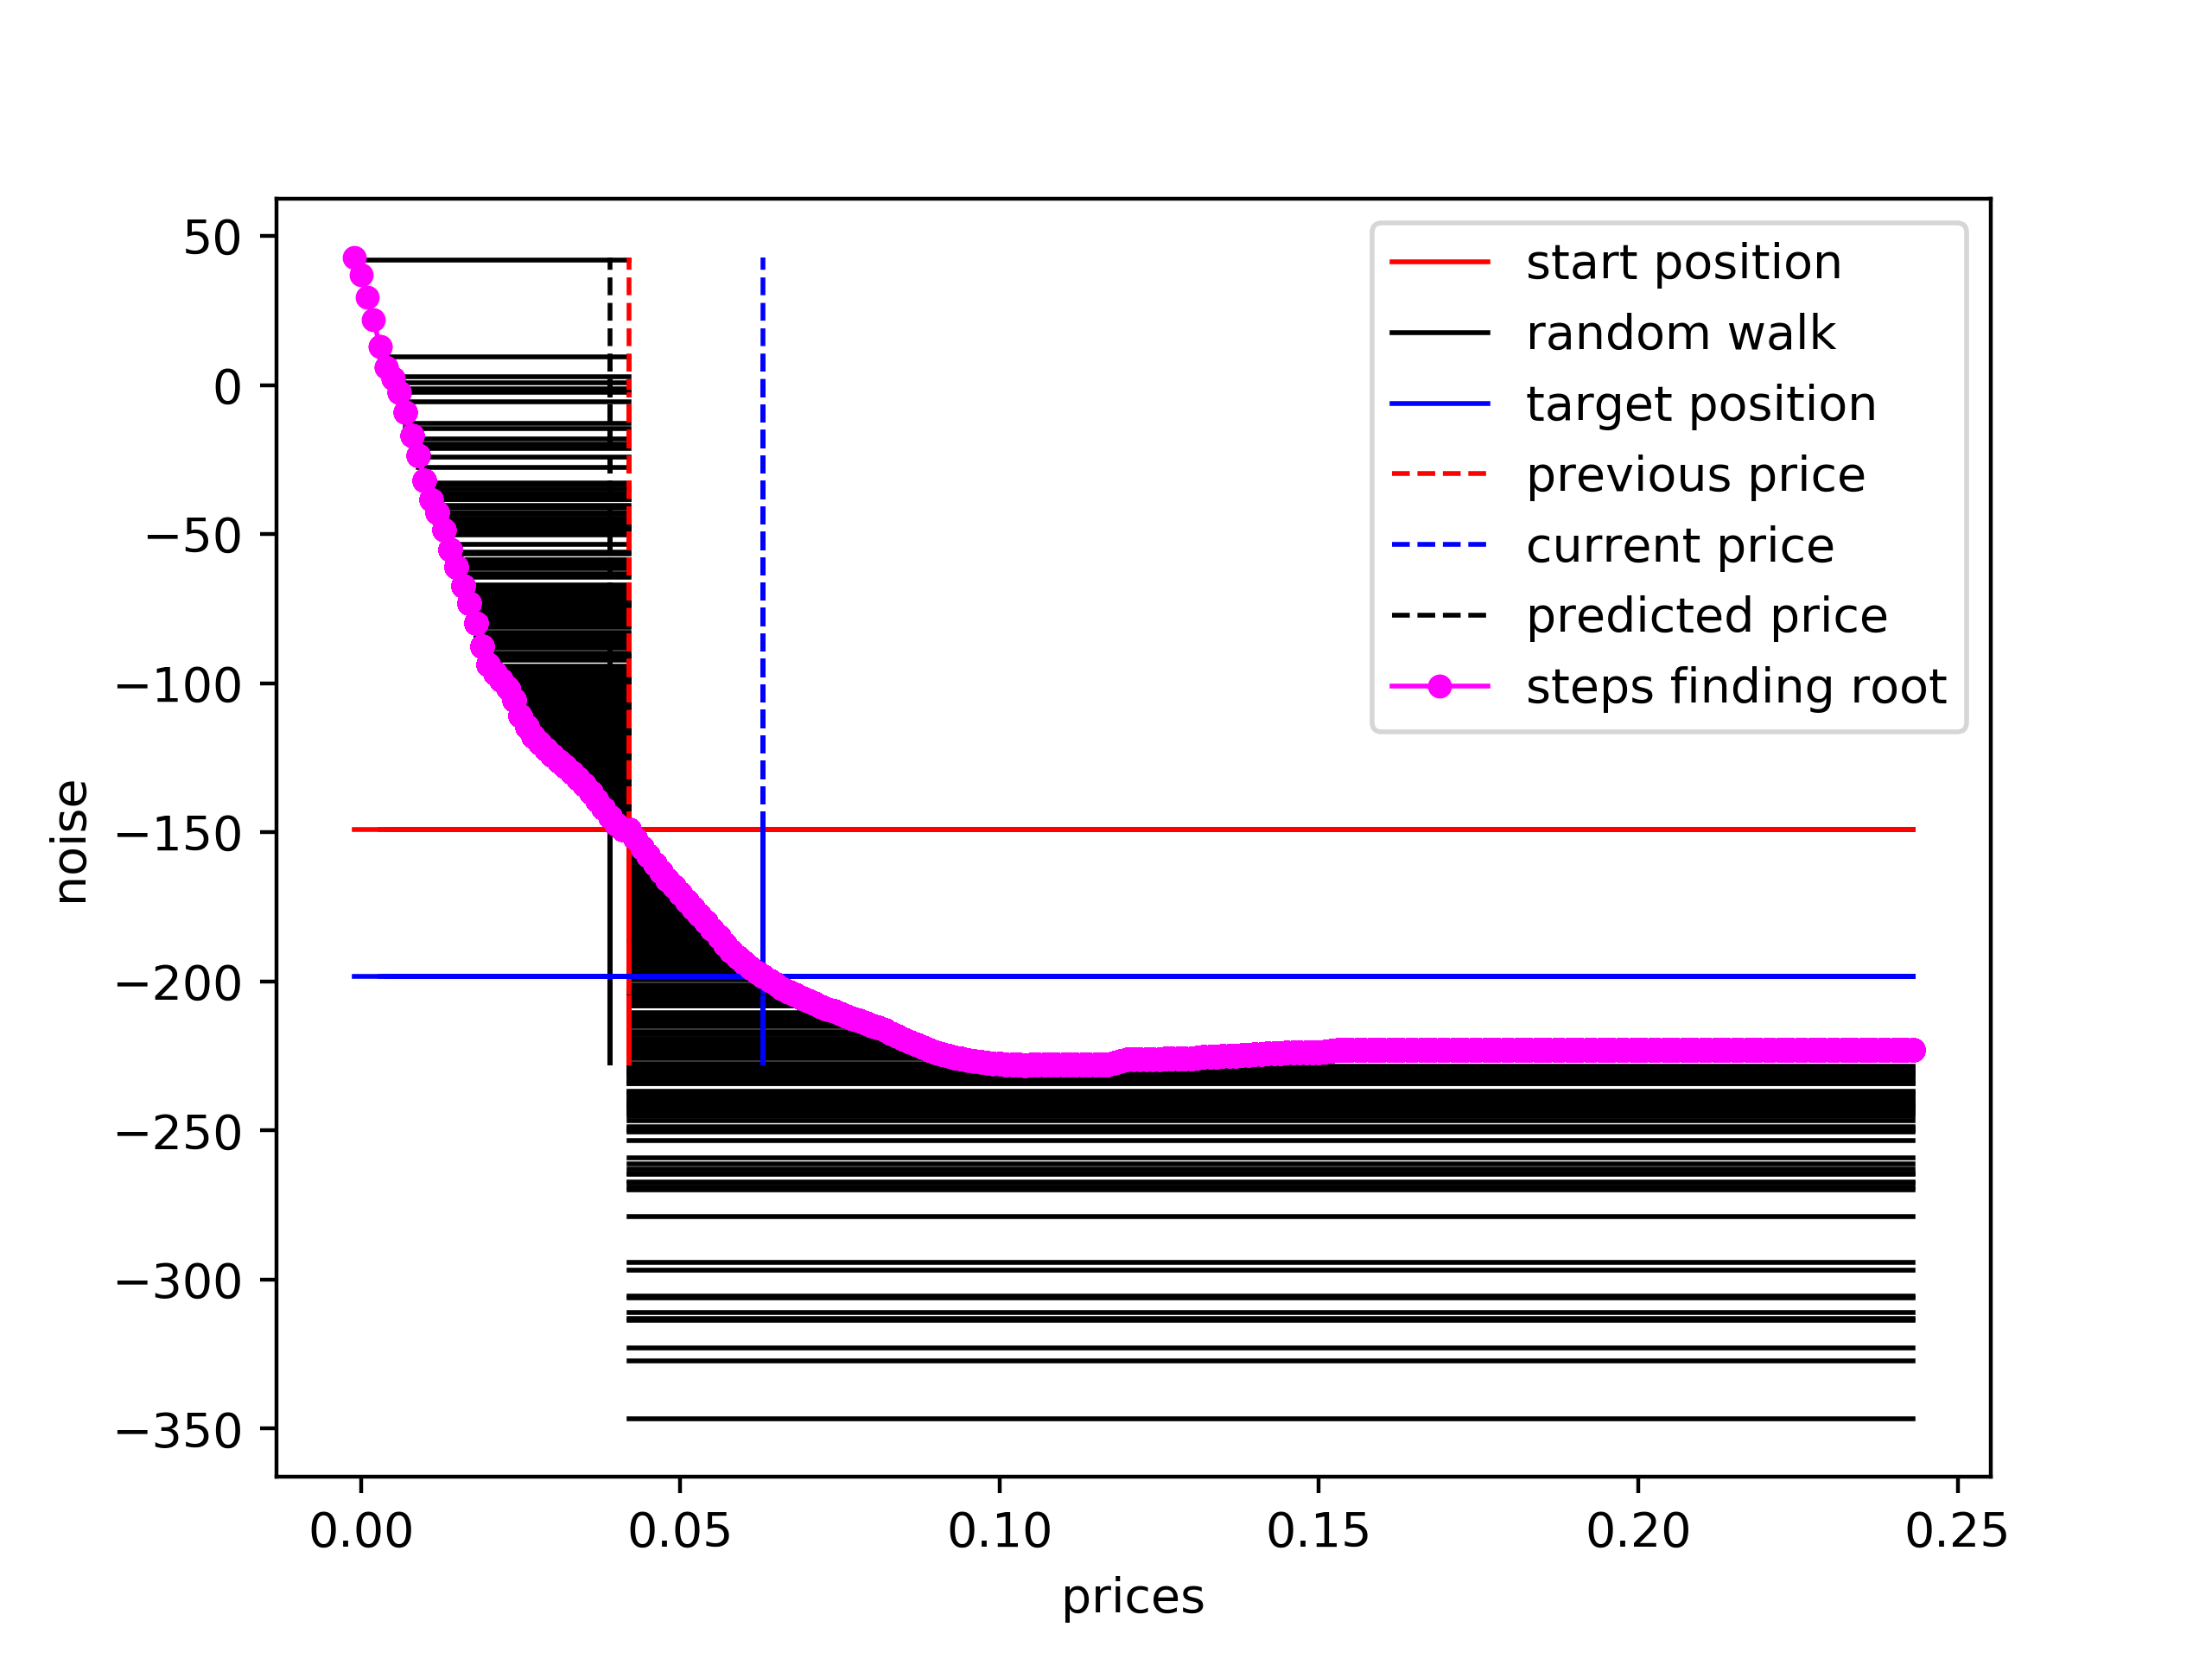 50
0
−50
−100
−150
−200
−250
−300
−350
noise
start position
random walk
target position
previous price
current price
predicted price
steps finding root
0.00 0.05 0.10 0.15 0.20 0.25
prices